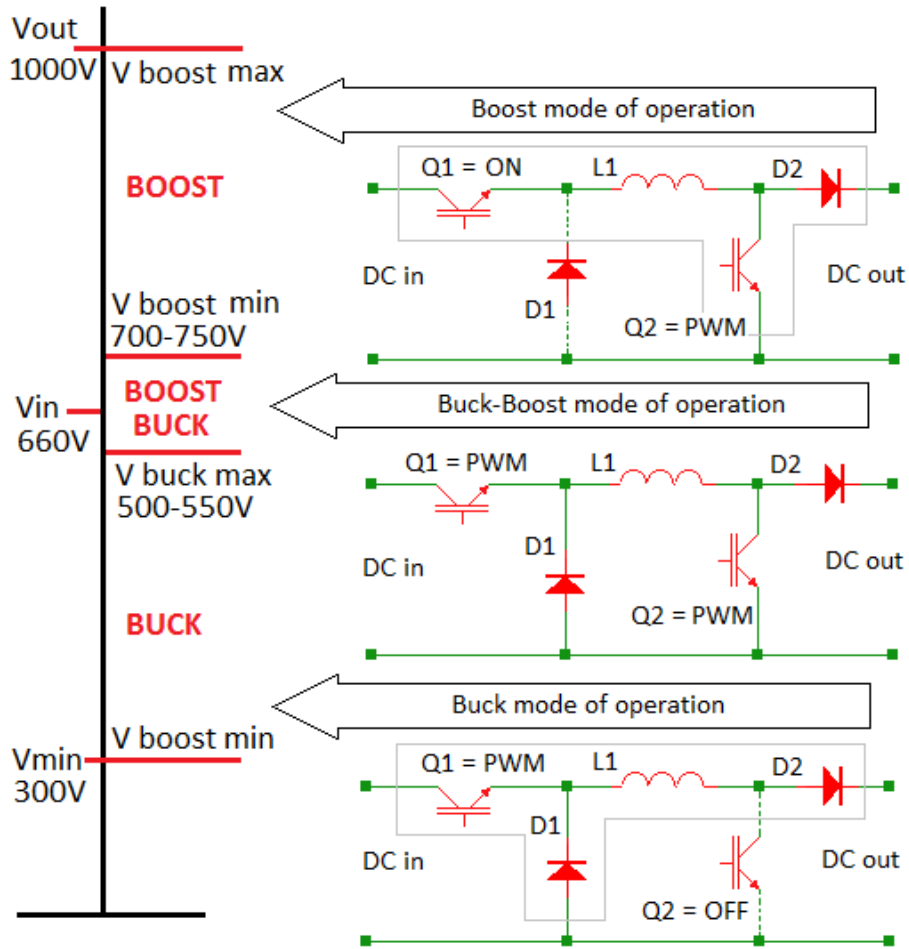 Vout
1000V
V boost max
Boost mode of operation
Q1 = ON
L1
D2
BOOST
DC in
D1
DC out
Q2 = PWM
V boost min
700-750V
BOOST
BUCK
Vin
660V
Buck-Boost mode of operation
Q1 = PWM
L1
D2
V buck max
500-550V
DC in
D1
DC out
Q2 = PWM
BUCK
Buck mode of operation
V boost min
Vmin
300V
Q1 = PWM
L1
D2
D1
DC in
DC out
Q2 = OFF